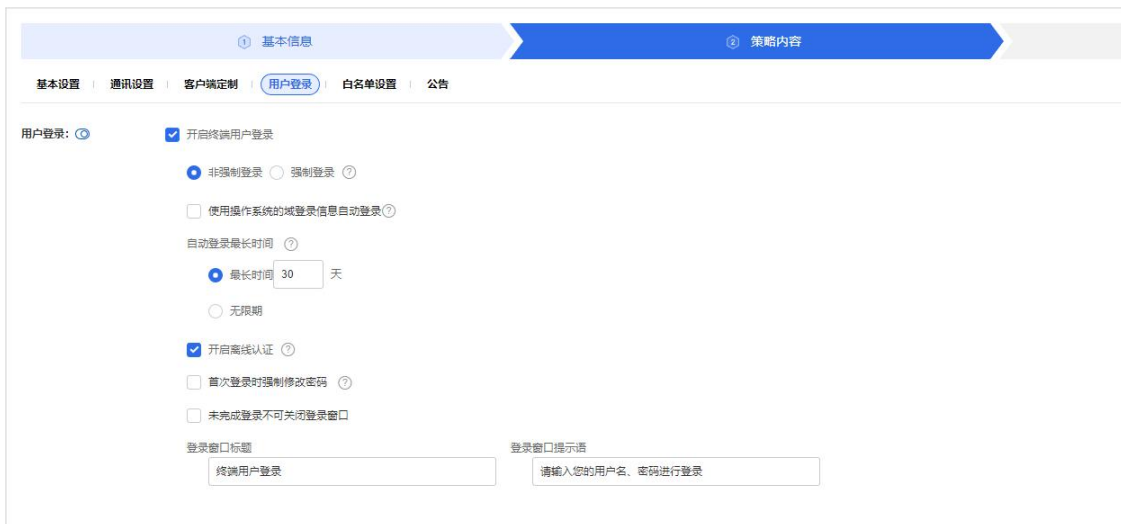 1 基本信息 2 策略内容
基本设置 通讯设置 客户端定制 用户登录 白名单设置 公告
用户登录: 开启终端用户登录
非强制登录 强制登录 ?
使用操作系统的域登录信息自动登录 ?
自动登录最长时间 ?
最长时间 30 天
无限期
开启离线认证 ?
首次登录时强制修改密码 ?
未完成登录不可关闭登录窗口
登录窗口标题 登录窗口提示语
终端用户登录 请输入您的用户名、密码进行登录